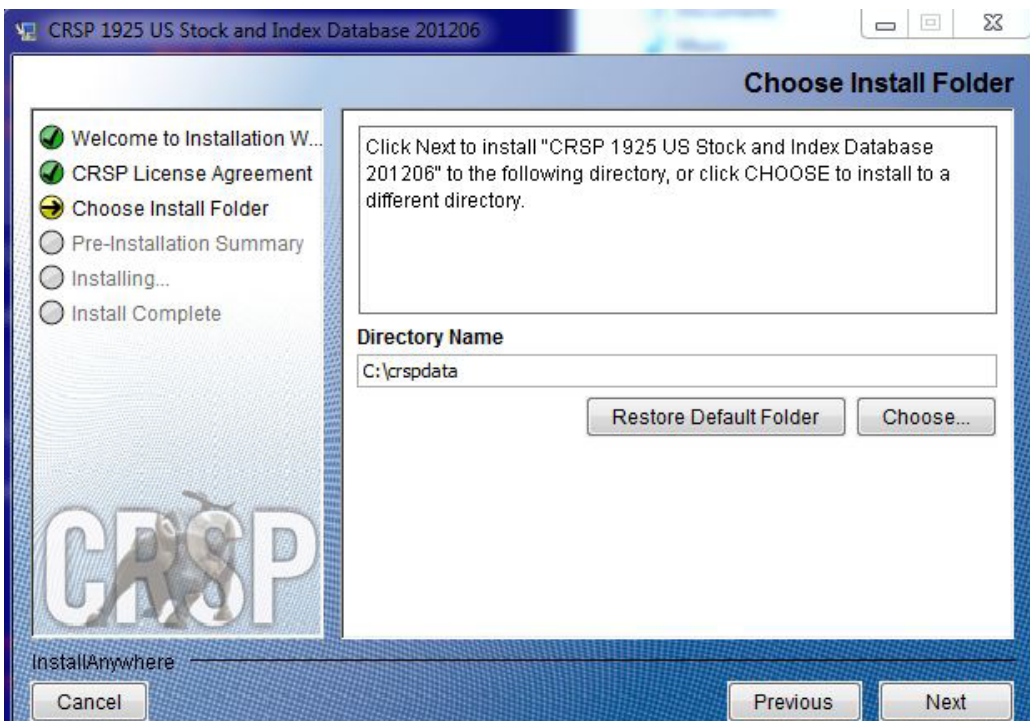 CRSP 1925 US Stock and Index Database 201206
Choose Install Folder
Welcome to Installation W...
CRSP License Agreement
Choose Install Folder
Pre-Installation Summary
Installing...
Install Complete
CRSP
Click Next to install "CRSP 1925 US Stock and Index Database
201206" to the following directory, or click CHOOSE to install to a
different directory.
Directory Name
C:\crspdata
Restore Default Folder
Choose...
InstallAnywhere
Cancel
Previous
Next